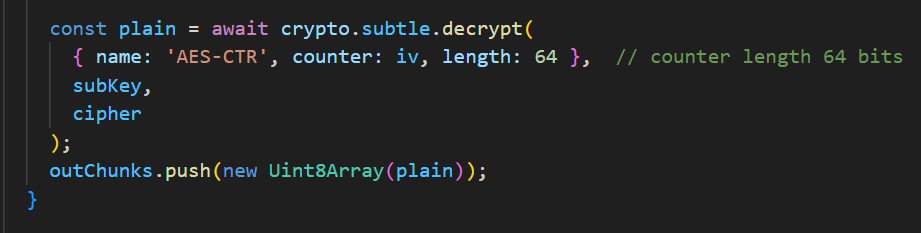 const plain = await crypto.subtle.decrypt(
{ name: 'AES-CTR', counter: iv, length: 64 },  // counter length 64 bits
subKey,
cipher
);
outChunks.push(new Uint8Array(plain));
}